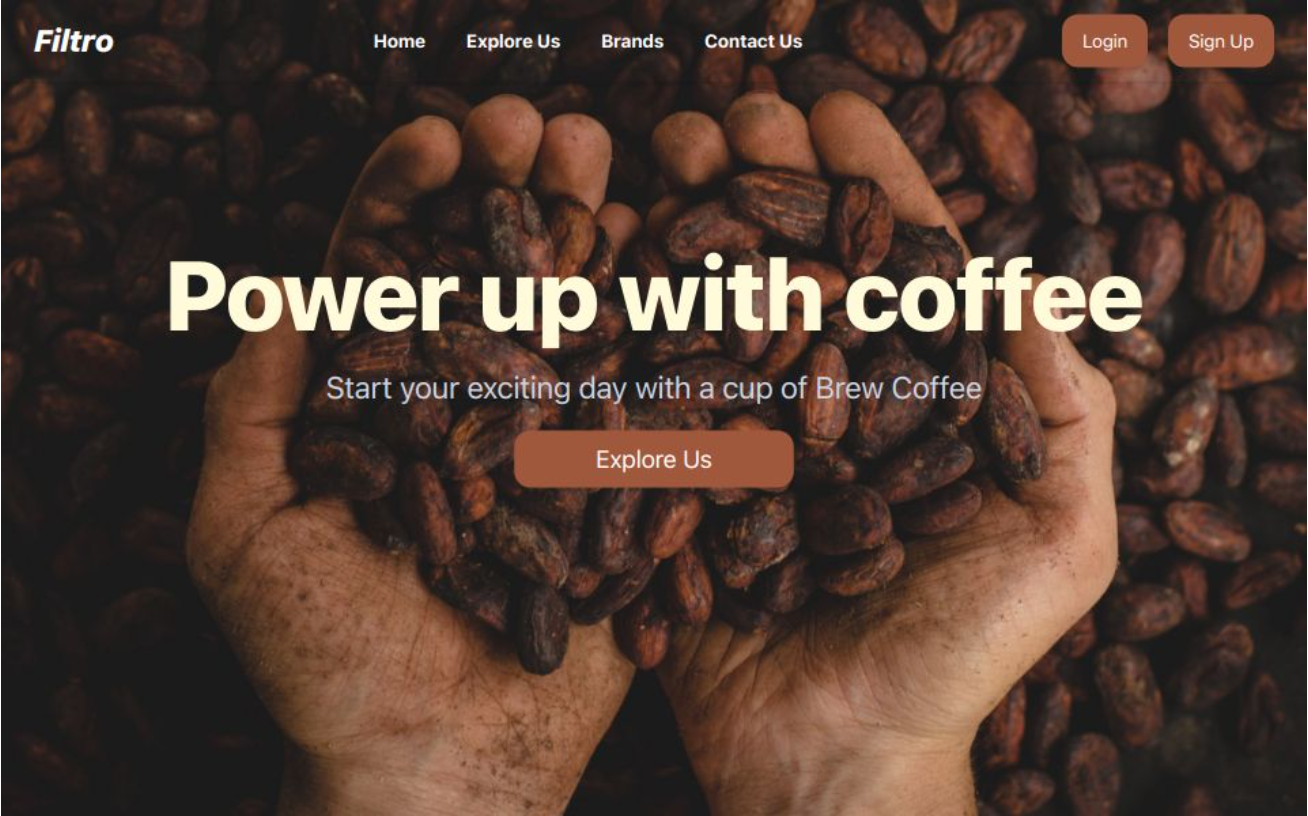 Filtro
Home Explore Us Brands Contact Us
Login Sign Up
Power up with coffee
Start your exciting day with a cup of Brew Coffee
Explore Us